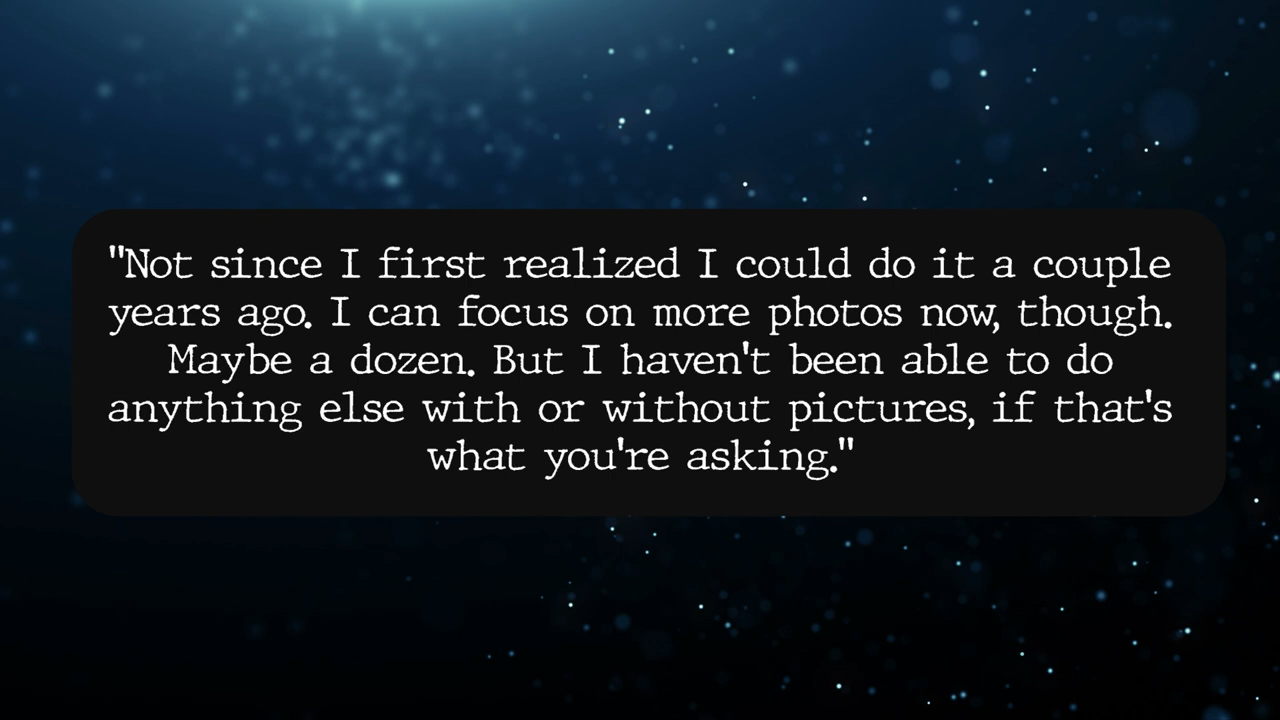 "Not since I first realized I could do it a couple
years ago. I can focus on more photos now, though.
Maybe a dozen. But I haven't been able to do
anything else with or without pictures, if that's
what you're asking."